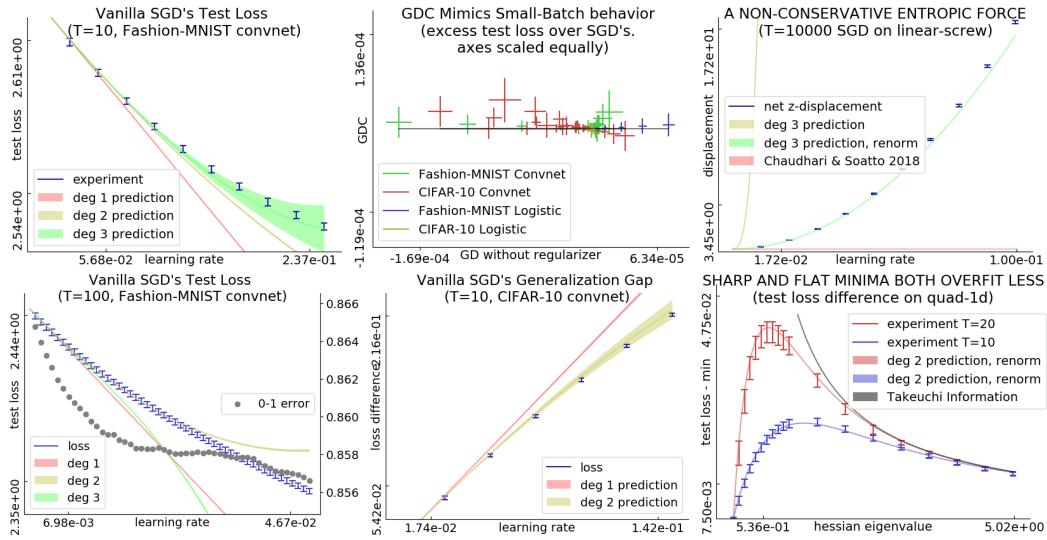 Vanilla SGD's Test Loss
(T=10, Fashion-MNIST convnet)
test loss
2.61e+00
2.54e+00
experiment
deg 1 prediction
deg 2 prediction
deg 3 prediction
5.68e-02
learning rate
2.37e-01
GDC Mimics Small-Batch behavior
(excess test loss over SGD's.
axes scaled equally)
GDC
1.36e-04
-1.19e-04
Fashion-MNIST Convnet
CIFAR-10 Convnet
Fashion-MNIST Logistic
CIFAR-10 Logistic
-1.69e-04
GD without regularizer
6.34e-05
A NON-CONSERVATIVE ENTROPIC FORCE
(T=10000 SGD on linear-screw)
displacement
1.72e+01
3.45e+00
net z-displacement
deg 3 prediction
deg 3 prediction, renorm
Chaudhari & Soatto 2018
1.72e-02
learning rate
1.00e-01
Vanilla SGD's Test Loss
(T=100, Fashion-MNIST convnet)
test loss
2.44e+00
2.35e+00
0.866
0.864
0.862
0.860
0.858
0.856
0-1 error
loss
deg 1
deg 2
deg 3
6.98e-03
learning rate
4.67e-02
Vanilla SGD's Generalization Gap
(T=10, CIFAR-10 convnet)
loss difference
2.16e-01
5.42e-02
loss
deg 1 prediction
deg 2 prediction
1.74e-02
learning rate
1.42e-01
SHARP AND FLAT MINIMA BOTH OVERFIT LESS
(test loss difference on quad-1d)
test loss - min
4.75e-02
7.50e-03
experiment T=20
experiment T=10
deg 2 prediction, renorm
deg 2 prediction, renorm
Takeuchi Information
5.36e-01
hessian eigenvalue
5.02e+00